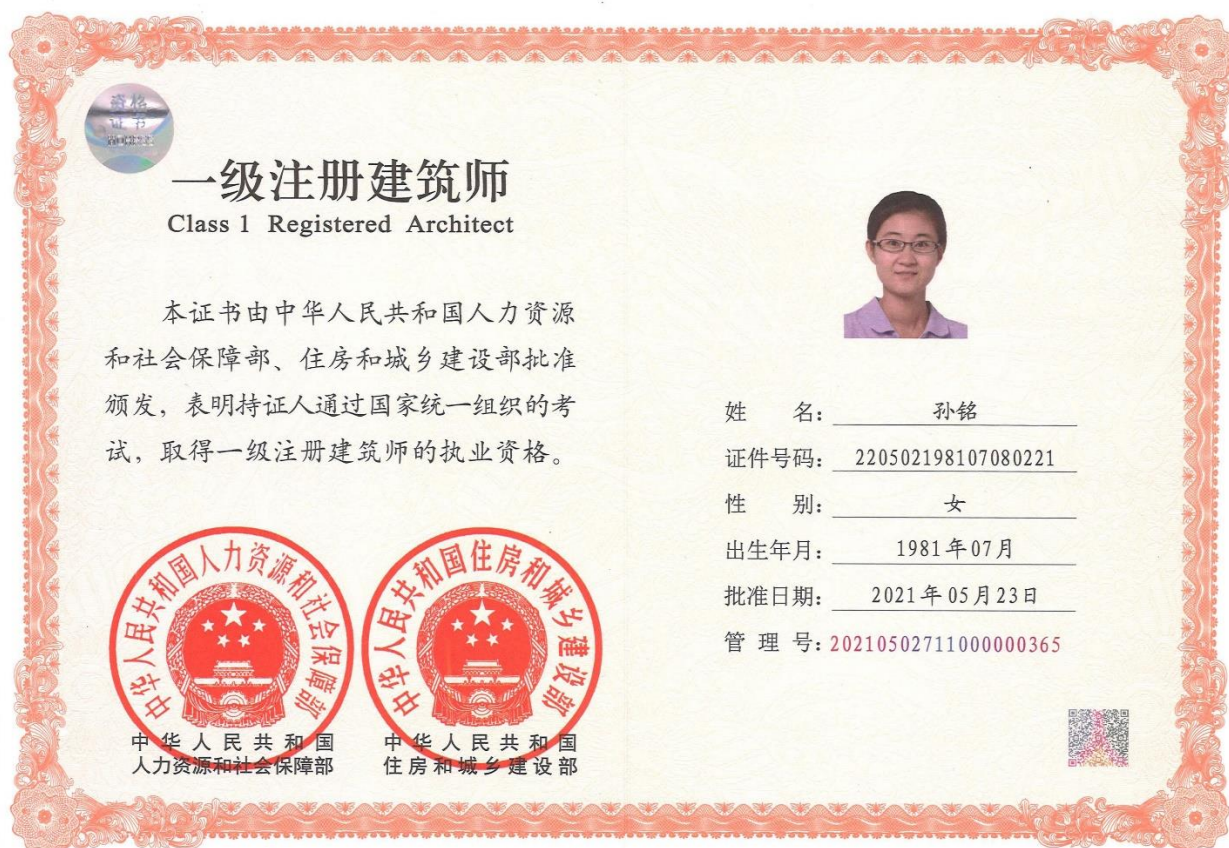 资格
证书
一级注册建筑师
Class 1 Registered Architect
本证书由中华人民共和国人力资源
和社会保障部、住房和城乡建设部批准
颁发，表明持证人通过国家统一组织的考
试，取得一级注册建筑师的执业资格。
中华人民共和国人力资源和社会保障部
中华人民共和国住房和城乡建设部
中华人民共和国
人力资源和社会保障部
中华人民共和国
住房和城乡建设部
姓名：孙铭
证件号码：220502198107080221
性别：女
出生年月：1981年07月
批准日期：2021年05月23日
管理号：20210502711000000365